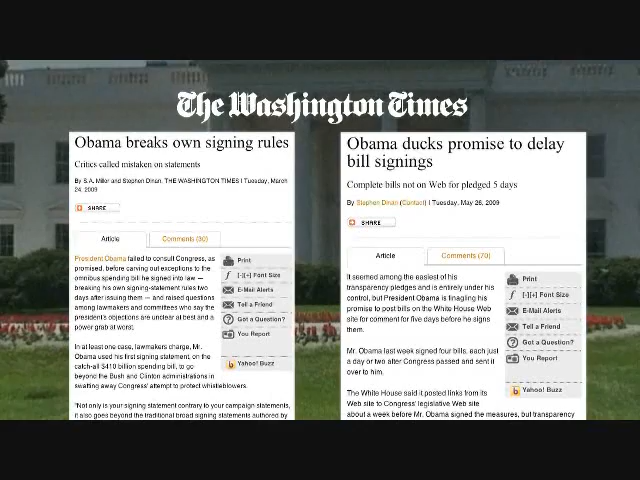 The Washington Times
Obama breaks own signing rules
Critics called mistaken on statements
By S.A. Miller and Stephen Dinan, THE WASHINGTON TIMES | Tuesday, March
24, 2009
SHARE
Article
Comments (30)
President Obama failed to consult Congress, as
promised, before carving out exceptions to the
omnibus spending bill he signed into law —
breaking his own signing-statement rules two
days after issuing them — and raised questions
among lawmakers and committees who say the
president's objections are unclear at best and a
power grab at worst.
In at least one case, lawmakers charge, Mr.
Obama used his first signing statement, on the
catch-all $410 billion spending bill, to go
beyond the Bush and Clinton administrations in
swatting away Congress' attempt to protect whistleblowers.
"Not only is your signing statement contrary to your campaign statements,
it also goes beyond the traditional broad signing statements authored by
Print
[-] [+] Font Size
E-Mail Alerts
Tell a Friend
Got a Question?
You Report
Yahoo! Buzz
Obama ducks promise to delay
bill signings
Complete bills not on Web for pledged 5 days
By Stephen Dinan (Contact) | Tuesday, May 26, 2009
SHARE
Article
Comments (70)
It seemed among the easiest of his
transparency pledges and is entirely under his
control, but President Obama is finagling his
promise to post bills on the White House Web
site for comment for five days before he signs
them.
Mr. Obama last week signed four bills, each just
a day or two after Congress passed and sent it
over to him.
The White House said it posted links from its
Web site to Congress' legislative Web site
about a week before Mr. Obama signed the measures, but transparency
Print
[-] [+] Font Size
E-Mail Alerts
Tell a Friend
Got a Question?
You Report
Yahoo! Buzz